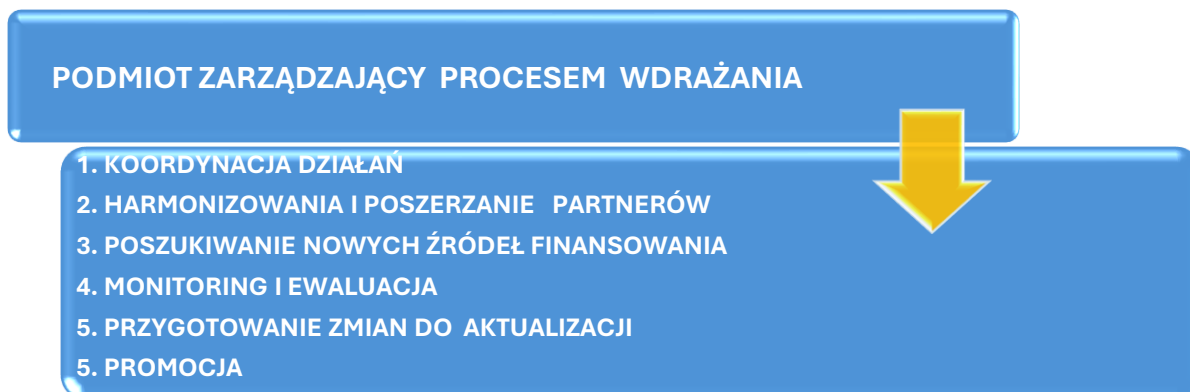 PODMIOT ZARZĄDZAJĄCY PROCESEM WDRAŻANIA
1. KOORDYNACJA DZIAŁAŃ
2. HARMONIZOWANIA I POSZERZANIE PARTNERÓW
3. POSZUKIWANIE NOWYCH ŹRÓDEŁ FINANSOWANIA
4. MONITORING I EWALUACJA
5. PRZYGOTOWANIE ZMIAN DO AKTUALIZACJI
5. PROMOCJA